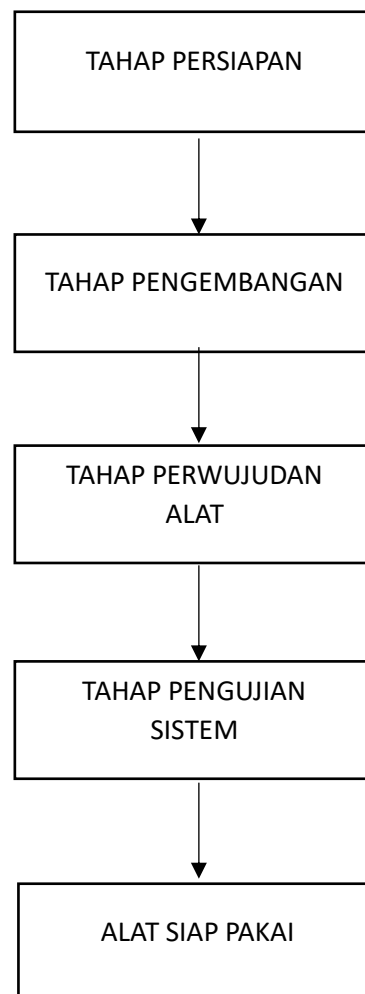 TAHAP PERSIAPAN
TAHAP PENGEMBANGAN
TAHAP PERWUJUDAN
ALAT
TAHAP PENGUJIAN
SISTEM
ALAT SIAP PAKAI